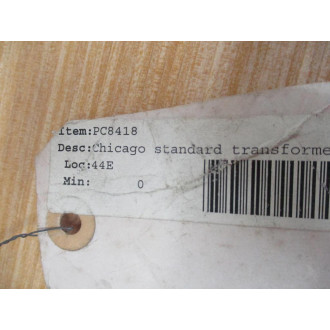 Item:PC8418
Desc:Chicago standard transforme
Loc:44E
Min: 0